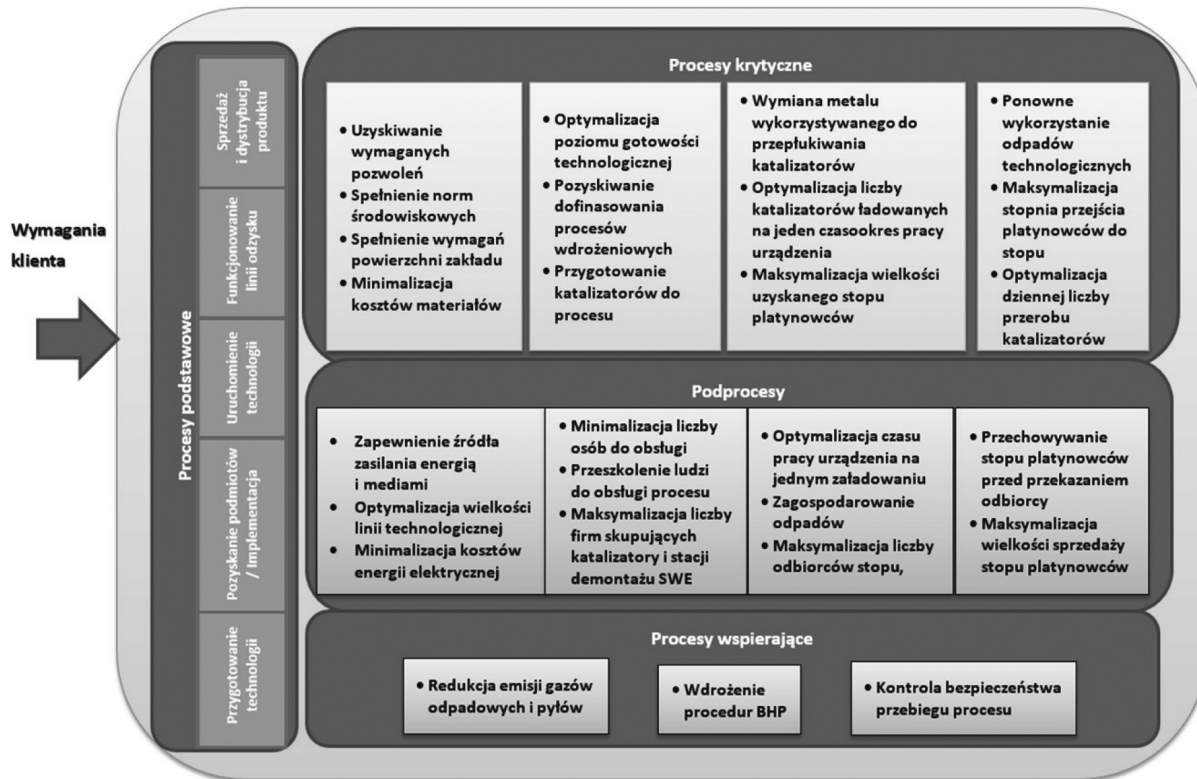 Wymagania
klienta
Procesy podstawowe
Sprzedaż
i dystrybucja
produktu
Funkcjonowanie
linii odzysku
Uruchomienie
technologii
Pozyskanie podmiotów
/ Implementacja
Przygotowanie
technologii
Procesy krytyczne
• Uzyskiwanie
wymaganych
pozwoleń
• Spełnienie norm
środowiskowych
• Spełnienie wymagań
powierzchni zakładu
• Minimalizacja
kosztów materiałów
• Optymalizacja
poziomu gotowości
technologicznej
• Pozyskiwanie
dofinasowania
procesów
wdrożeniowych
• Przygotowanie
katalizatorów do
procesu
• Wymiana metalu
wykorzystywanego do
przepłukiwania
katalizatorów
• Optymalizacja liczby
katalizatorów ładowanych
na jeden czasookres pracy
urządzenia
• Maksymalizacja wielkości
uzyskanego stopu
platynowców
• Ponowne
wykorzystanie
odpadów
technologicznych
• Maksymalizacja
stopnia przejścia
platynowców do
stopu
• Optymalizacja
dziennej liczby
przerobu
katalizatorów
Podprocesy
• Zapewnienie źródła
zasilania energią
i mediami
• Optymalizacja wielkości
linii technologicznej
• Minimalizacja kosztów
energii elektrycznej
• Minimalizacja liczby
osób do obsługi
• Przeszkolenie ludzi
do obsługi procesu
• Maksymalizacja liczby
firm skupujących
katalizatory i stacji
demontażu SWE
• Optymalizacja czasu
pracy urządzenia na
jednym załadowaniu
• Zagospodarowanie
odpadów
• Maksymalizacja liczby
odbiorców stopu,
• Przechowywanie
stopu platynowców
przed przekazaniem
odbiorcy
• Maksymalizacja
wielkości sprzedaży
stopu platynowców
Procesy wspierające
• Redukcja emisji gazów
odpadowych i pyłów
• Wdrożenie
procedur BHP
• Kontrola bezpieczeństwa
przebiegu procesu